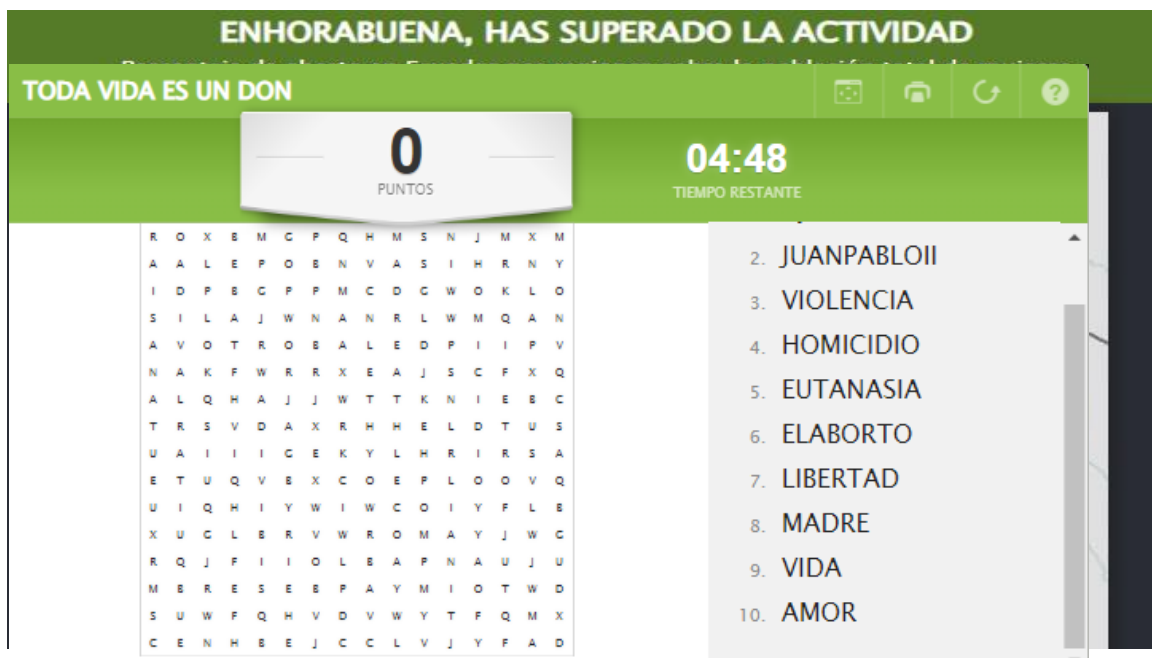 ENHORABUENA, HAS SUPERADO LA ACTIVIDAD
TODA VIDA ES UN DON
0
PUNTOS
04:48
TIEMPO RESTANTE
R O X B M G P Q H M S N J M X M
A A L E P O B N V A S I H R N Y
I D P B G P P M C D G W O K L O
S I L A J W N A N R L W M Q A N
A V O T R O B A L E D P I I P V
N A K F W R R X E A J S C F X Q
A L Q H A J J W T T K N I E B C
T R S V D A X R H H E L D T U S
U A I I I G E K Y L H R I R S A
E T U Q V B X C O E P L O O V Q
U I Q H I Y W I W C O I Y F L B
X U G L B R V W R O M A Y J W G
R Q J F I I O L B A P N A U J U
M B R E S E B P A Y M I O T W D
S U W F Q H V D V W Y T F Q M X
C E N H B E J C C L V J Y F A D
2. JUANPABLOII
3. VIOLENCIA
4. HOMICIDIO
5. EUTANASIA
6. ELABORTO
7. LIBERTAD
8. MADRE
9. VIDA
10. AMOR